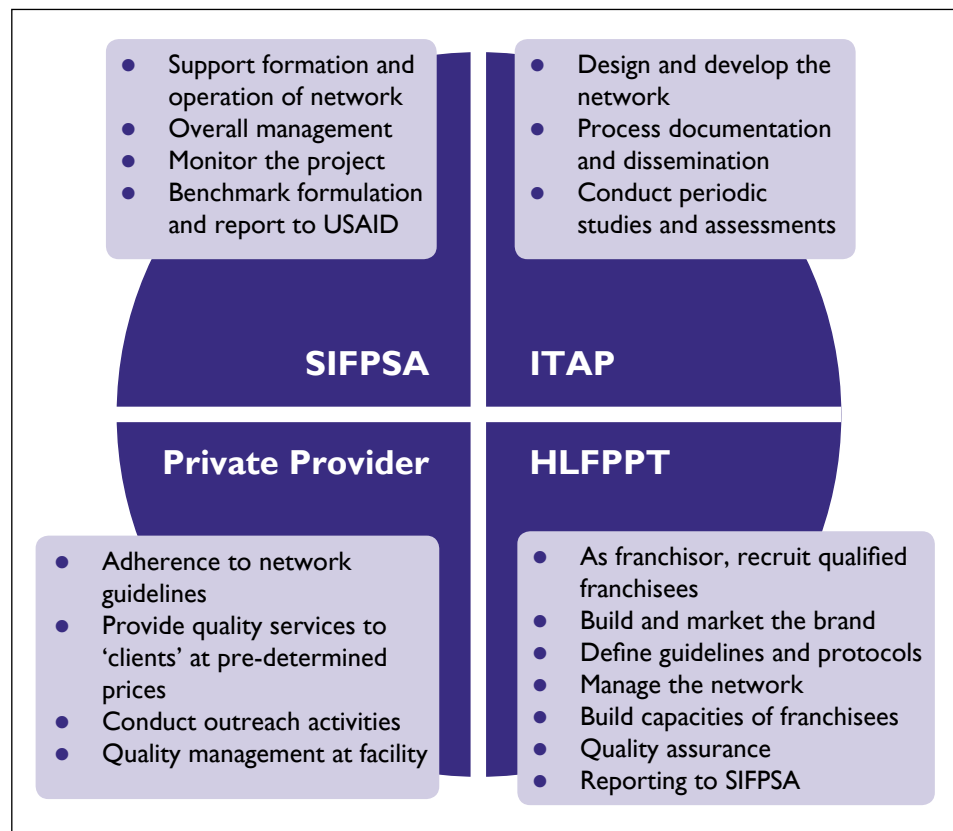 ● Support formation and
operation of network
● Overall management
● Monitor the project
● Benchmark formulation
and report to USAID
● Design and develop the
network
● Process documentation
and dissemination
● Conduct periodic
studies and assessments
SIFPSA
ITAP
Private Provider
HLFPPT
● Adherence to network
guidelines
● Provide quality services to
‘clients’ at pre-determined
prices
● Conduct outreach activities
● Quality management at facility
● As franchisor, recruit qualified
franchisees
● Build and market the brand
● Define guidelines and protocols
● Manage the network
● Build capacities of franchisees
● Quality assurance
● Reporting to SIFPSA